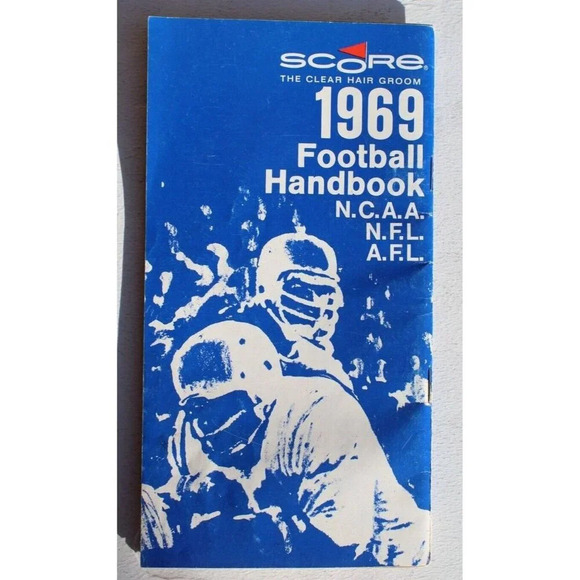 SCORE®
THE CLEAR HAIR GROOM
1969
Football
Handbook
N.C.A.A.
N.F.L.
A.F.L.